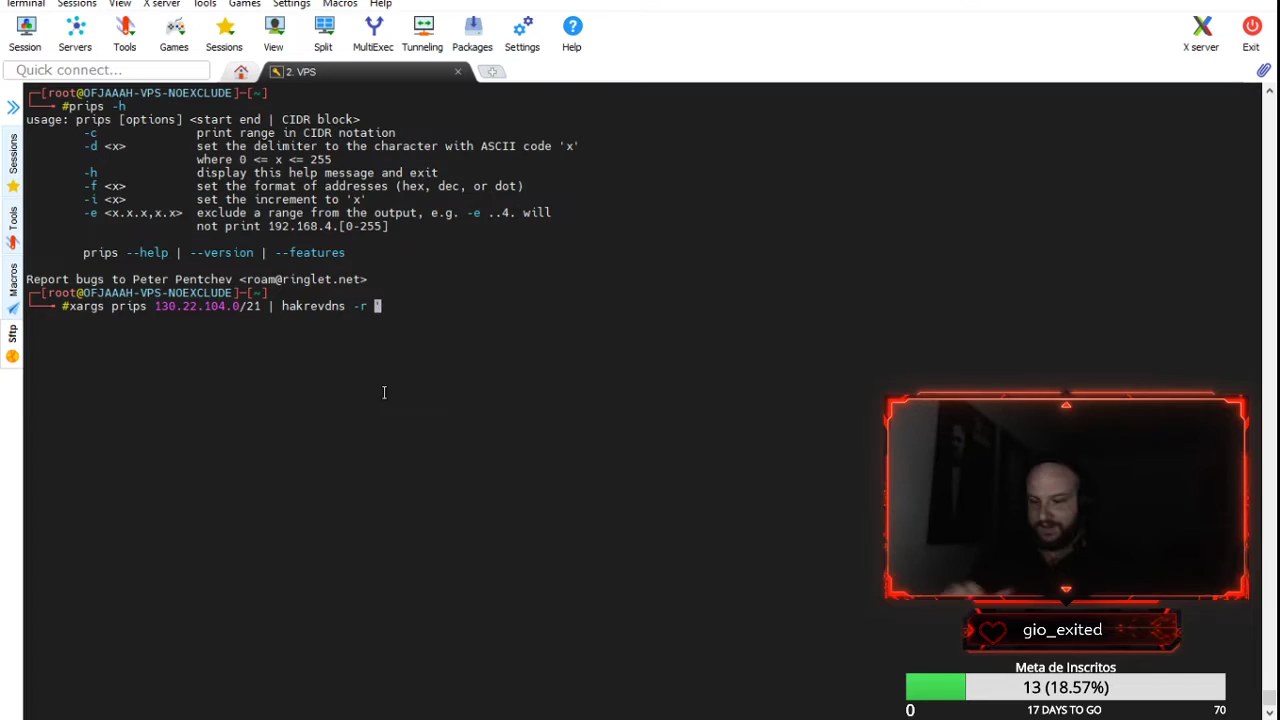 Terminal Sessions View X server Tools Games Settings Macros Help
Session Servers Tools Games Sessions View Split MultiExec Tunneling Packages Settings Help X server Exit
Quick connect... 2. VPS
Sessions
Tools
Macros
Sftp
┌─[root@OFJAAAH-VPS-NOEXCLUDE]─[~]
└──╼ #prips -h
usage: prips [options] <start end | CIDR block>
-c print range in CIDR notation
-d <x> set the delimiter to the character with ASCII code 'x'
where 0 <= x <= 255
-h display this help message and exit
-f <x> set the format of addresses (hex, dec, or dot)
-i <x> set the increment to 'x'
-e <x.x.x,x.x> exclude a range from the output, e.g. -e ..4. will
not print 192.168.4.[0-255]
prips --help | --version | --features
Report bugs to Peter Pentchev <roam@ringlet.net>
┌─[root@OFJAAAH-VPS-NOEXCLUDE]─[~]
└──╼ #xargs prips 130.22.104.0/21 | hakrevdns -r '
gio_exited
Meta de Inscritos
13 (18.57%)
0 17 DAYS TO GO 70